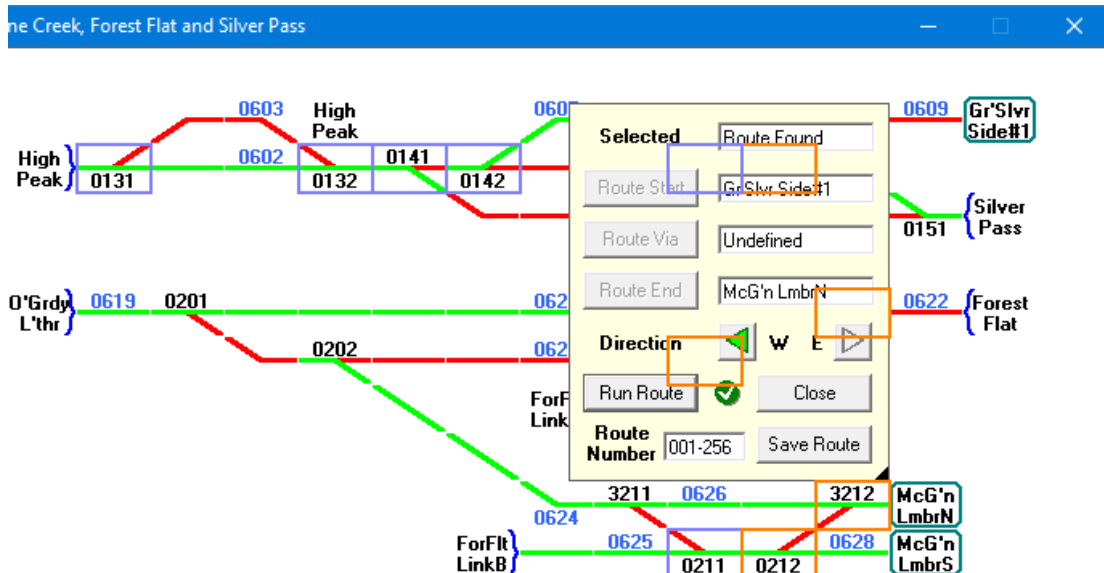 ne Creek, Forest Flat and Silver Pass
0603
High
Peak
0609
Gr'Slvr
Side#1
High
Peak
0602
0141
0131
0132
0142
Selected
Route Found
Route Start
Gr'Slvr Side#1
Silver
Pass
0151
Route Via
Undefined
Route End
McG'n LmbrN
O'Grdy
L'thr
0619
0201
0622
Forest
Flat
0202
Direction
W
E
Run Route
Close
Route
Number
001-256
Save Route
3211
0626
3212
McG'n
LmbrN
0624
ForFlt
LinkB
0625
0628
McG'n
LmbrS
0211
0212